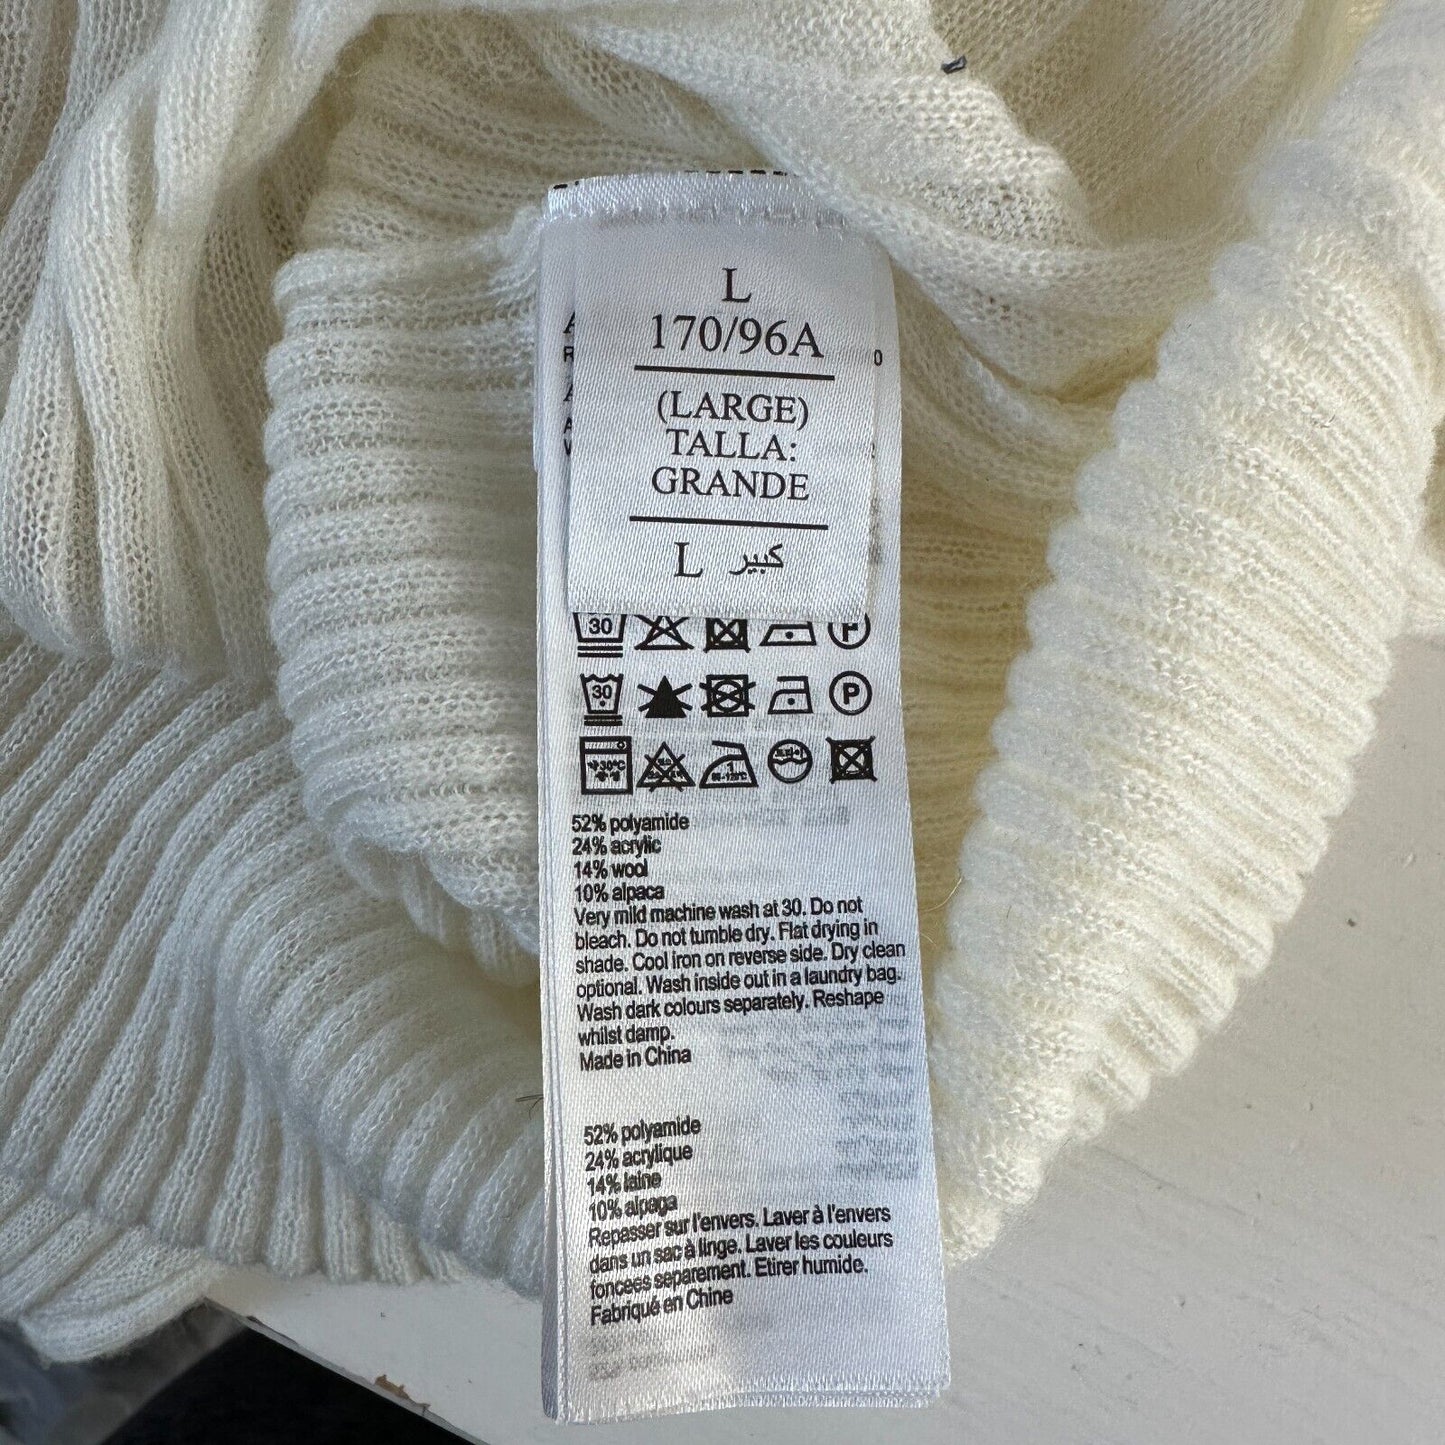 L
170/96A
(LARGE)
TALLA:
GRANDE
L كبير
30
30 P
30°C
52% polyamide
24% acrylic
14% wool
10% alpaca
Very mild machine wash at 30. Do not
bleach. Do not tumble dry. Flat drying in
shade. Cool iron on reverse side. Dry clean
optional. Wash inside out in a laundry bag.
Wash dark colours separately. Reshape
whilst damp.
Made in China
52% polyamide
24% acrylique
14% laine
10% alpaga
Repasser sur l'envers. Laver à l'envers
dans un sac à linge. Laver les couleurs
foncees separement. Etirer humide.
Fabriqué en Chine